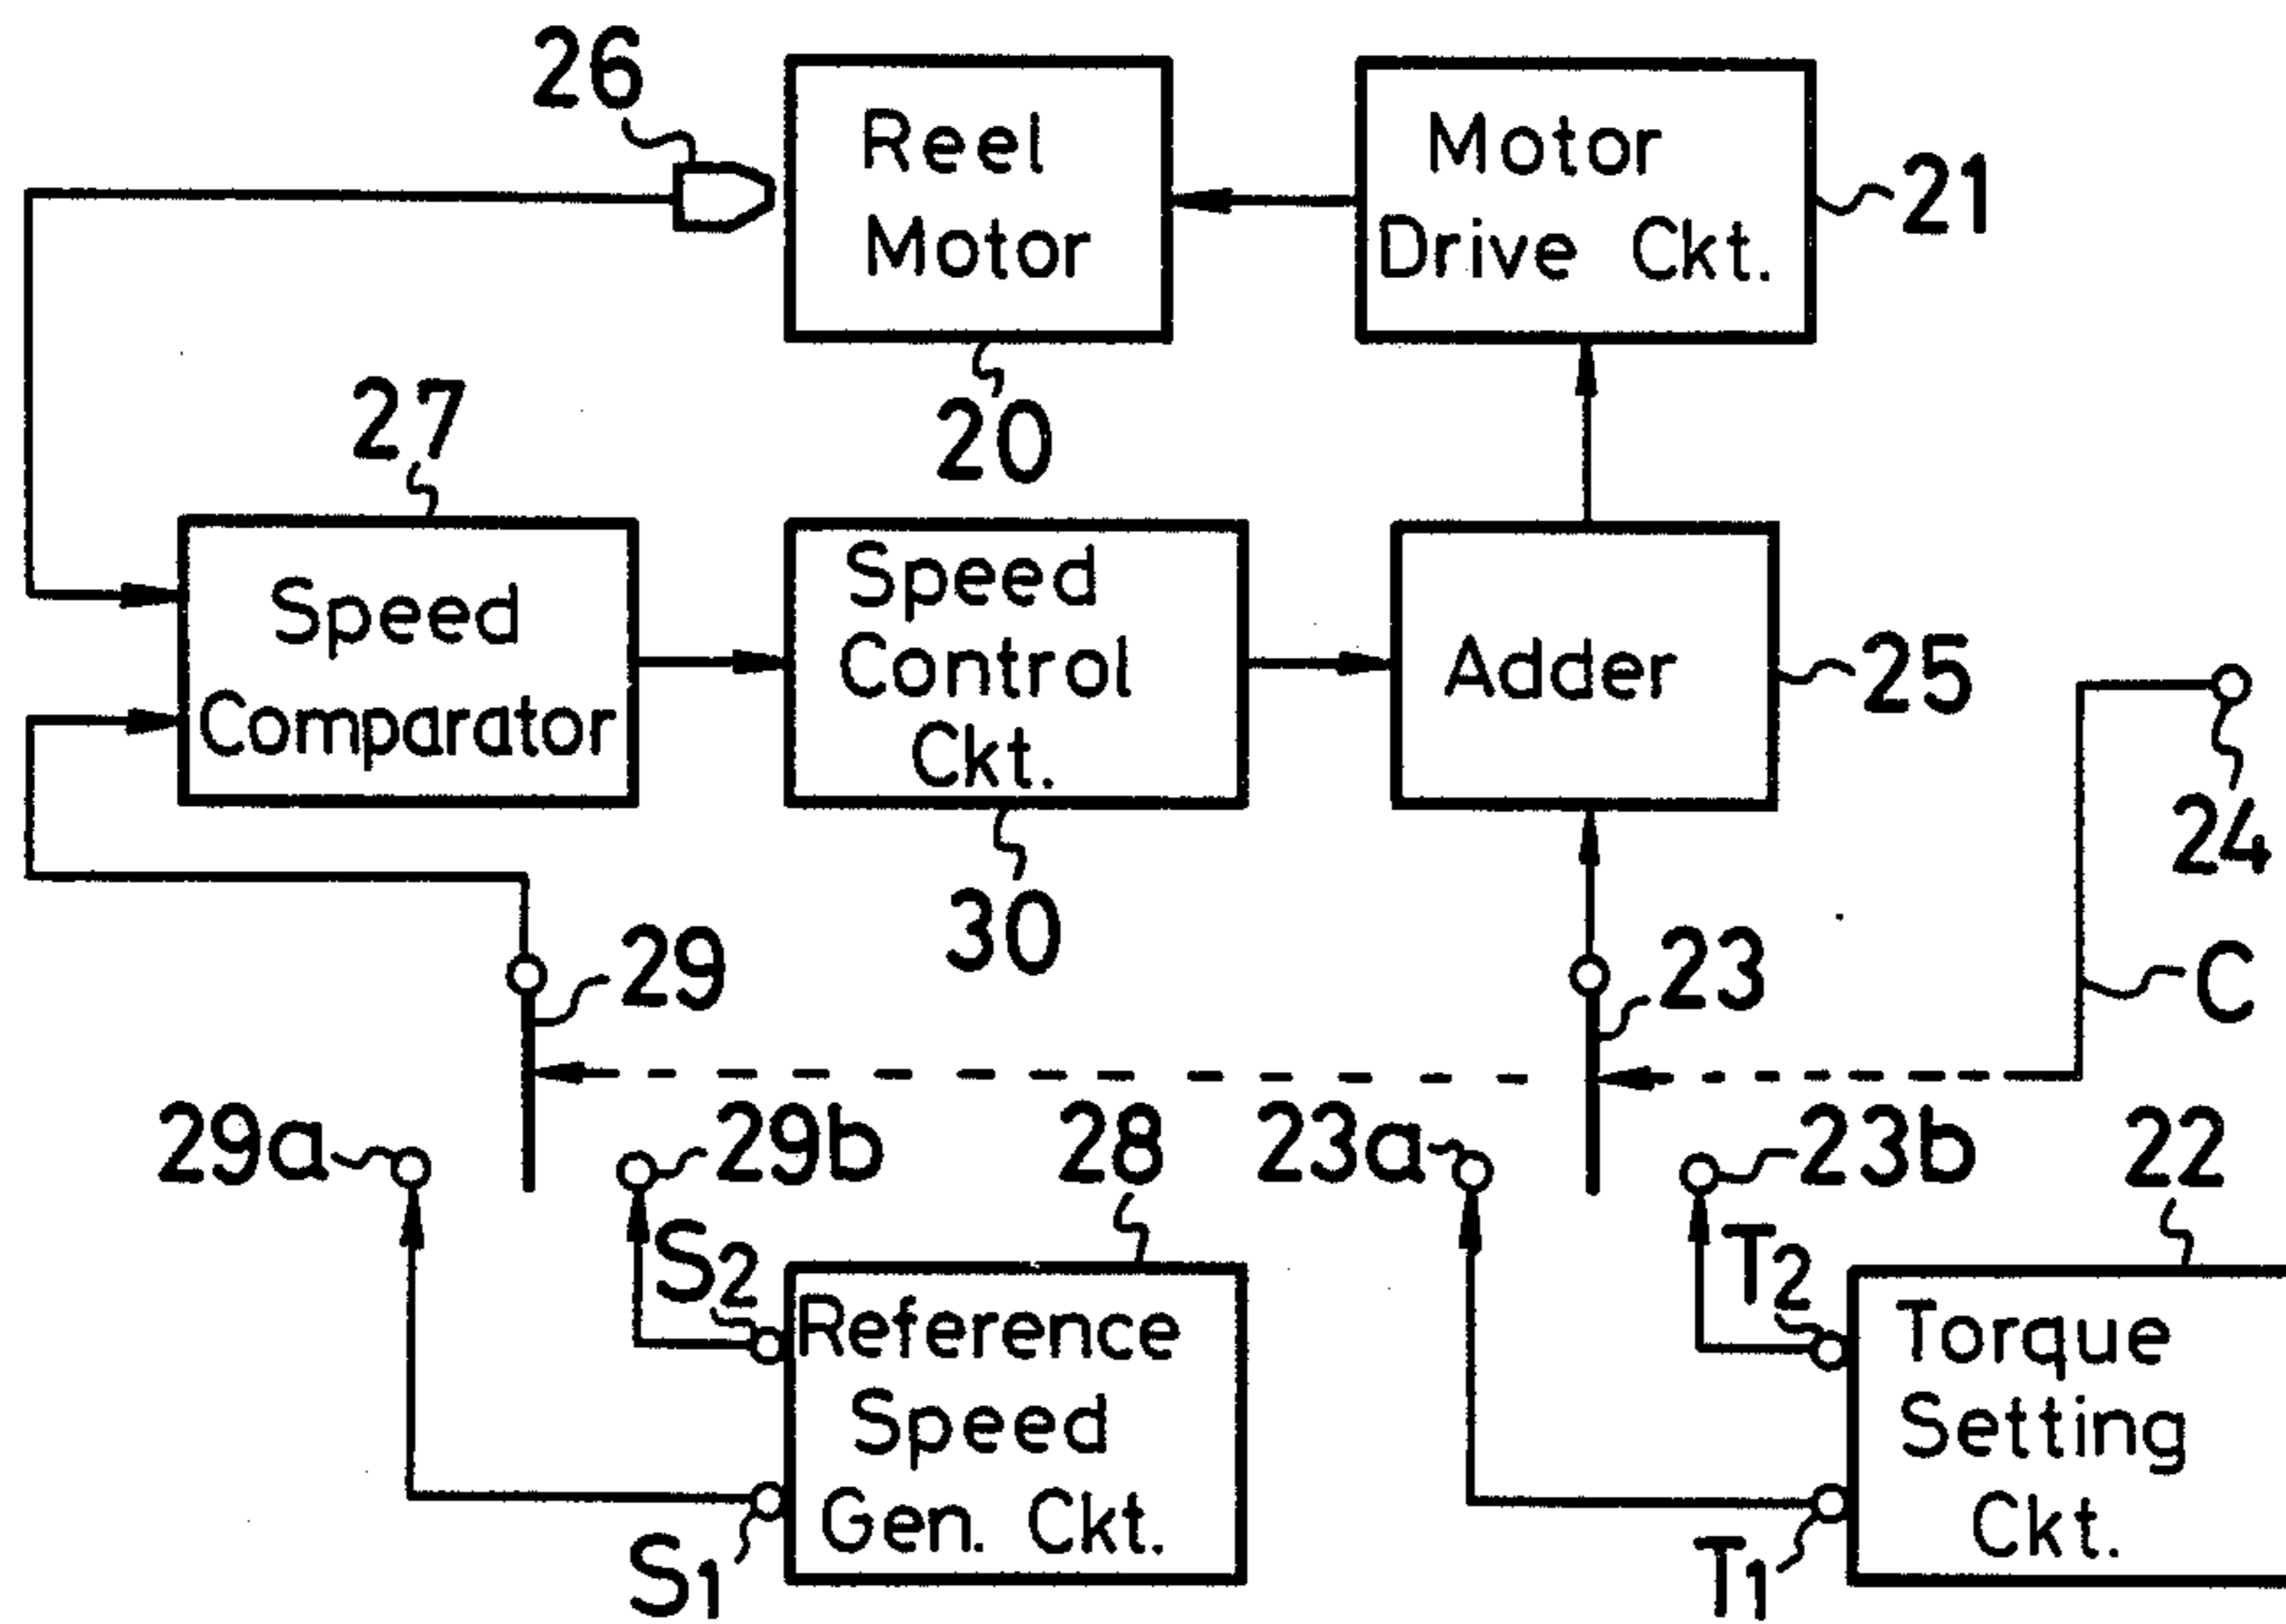 26
Reel
Motor
20
Motor
Drive Ckt.
21
27
Speed
Comparator
Speed
Control
Ckt.
30
Adder
25
24
C
29
23
29a
29b
28
23a
23b
22
S2
Reference
Speed
Gen. Ckt.
S1
T2
Torque
Setting
Ckt.
T1